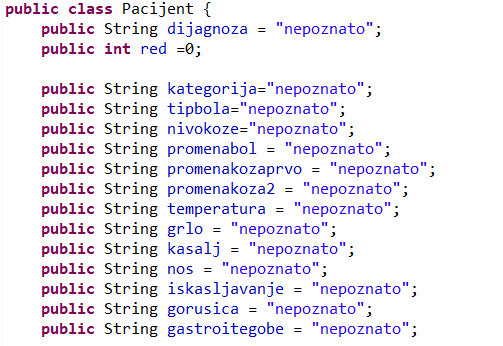 public class Pacijent {
public String dijagnoza = "nepoznato";
public int red =0;
public String kategorija="nepoznato";
public String tipbola="nepoznato";
public String nivokoze="nepoznato";
public String promenabol = "nepoznato";
public String promenakozaprvo = "nepoznato";
public String promenakoza2 = "nepoznato";
public String temperatura = "nepoznato";
public String grlo = "nepoznato";
public String kasalj = "nepoznato";
public String nos = "nepoznato";
public String iskasljavanje = "nepoznato";
public String gorusica = "nepoznato";
public String gastroitegobe = "nepoznato";